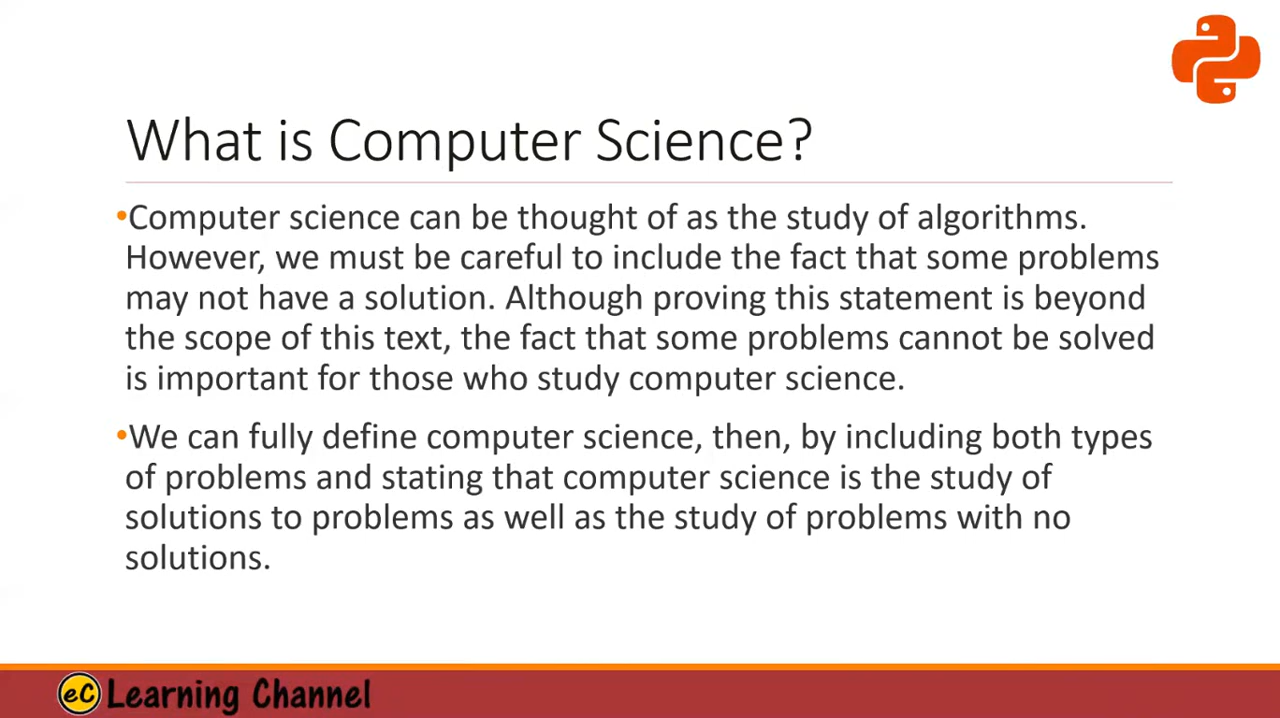 What is Computer Science?
•Computer science can be thought of as the study of algorithms.
However, we must be careful to include the fact that some problems
may not have a solution. Although proving this statement is beyond
the scope of this text, the fact that some problems cannot be solved
is important for those who study computer science.
•We can fully define computer science, then, by including both types
of problems and stating that computer science is the study of
solutions to problems as well as the study of problems with no
solutions.
eC Learning Channel